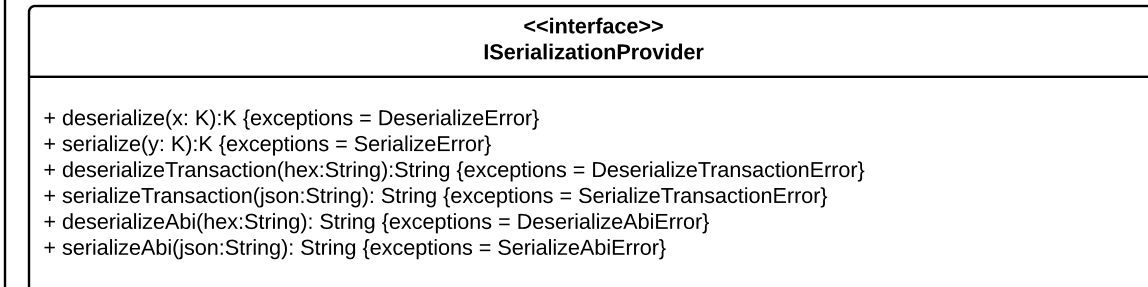 <<interface>>
ISerializationProvider
+ deserialize(x: K):K {exceptions = DeserializeError}
+ serialize(y: K):K {exceptions = SerializeError}
+ deserializeTransaction(hex:String):String {exceptions = DeserializeTransactionError}
+ serializeTransaction(json:String): String {exceptions = SerializeTransactionError}
+ deserializeAbi(hex:String): String {exceptions = DeserializeAbiError}
+ serializeAbi(json:String): String {exceptions = SerializeAbiError}